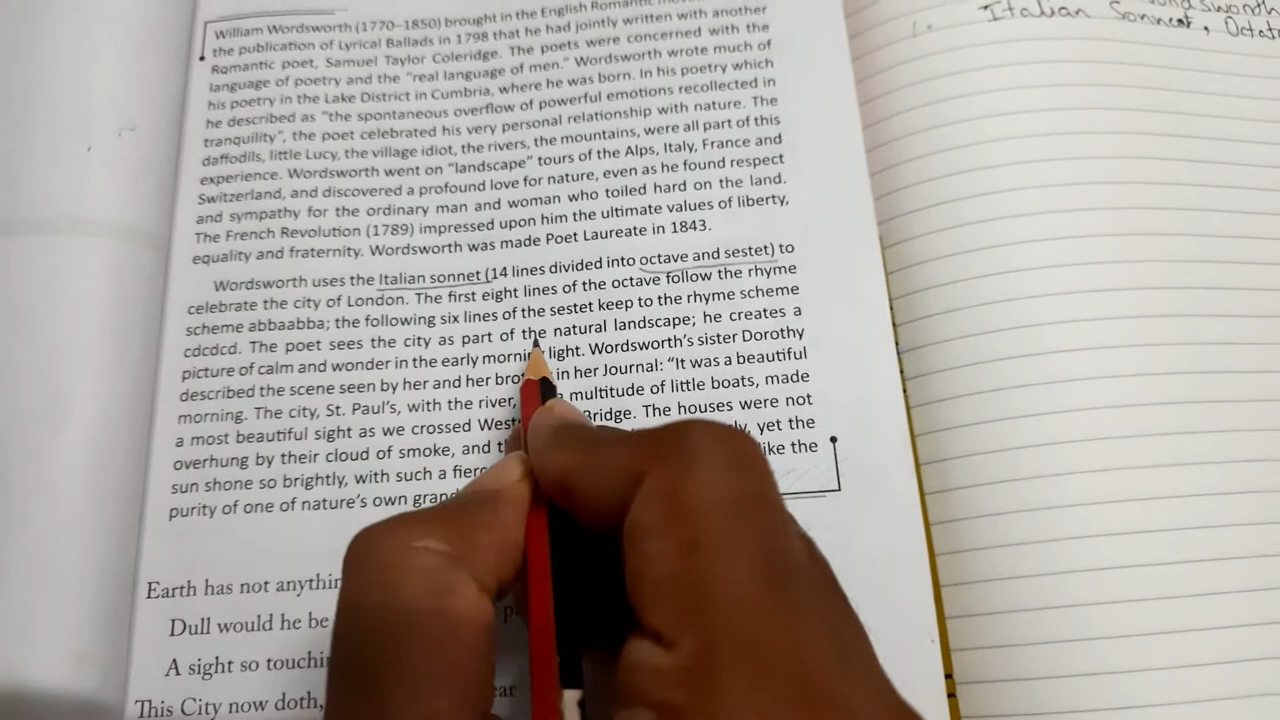 William Wordsworth (1770–1850) brought in the English Romantic
the publication of Lyrical Ballads in 1798 that he had jointly written with another
Romantic poet, Samuel Taylor Coleridge. The poets were concerned with the
language of poetry and the “real language of men.” Wordsworth wrote much of
his poetry in the Lake District in Cumbria, where he was born. In his poetry which
he described as “the spontaneous overflow of powerful emotions recollected in
tranquility”, the poet celebrated his very personal relationship with nature. The
daffodils, little Lucy, the village idiot, the rivers, the mountains, were all part of this
experience. Wordsworth went on “landscape” tours of the Alps, Italy, France and
Switzerland, and discovered a profound love for nature, even as he found respect
and sympathy for the ordinary man and woman who toiled hard on the land.
The French Revolution (1789) impressed upon him the ultimate values of liberty,
equality and fraternity. Wordsworth was made Poet Laureate in 1843.
Wordsworth uses the Italian sonnet (14 lines divided into octave and sestet) to
celebrate the city of London. The first eight lines of the octave follow the rhyme
scheme abbaabba; the following six lines of the sestet keep to the rhyme scheme
cdcdcd. The poet sees the city as part of the natural landscape; he creates a
picture of calm and wonder in the early light. Wordsworth’s sister Dorothy
described the scene seen by her and her in her Journal: “It was a beautiful
morning. The city, St. Paul’s, with the river, multitude of little boats, made
a most beautiful sight as we crossed Bridge. The houses were not
overhung by their cloud of smoke, and yet the
sun shone so brightly, with such a like the
purity of one of nature’s own
Earth has not
Dull would he be
A sight so
This City now doth,
Italian Sonnet,
1.